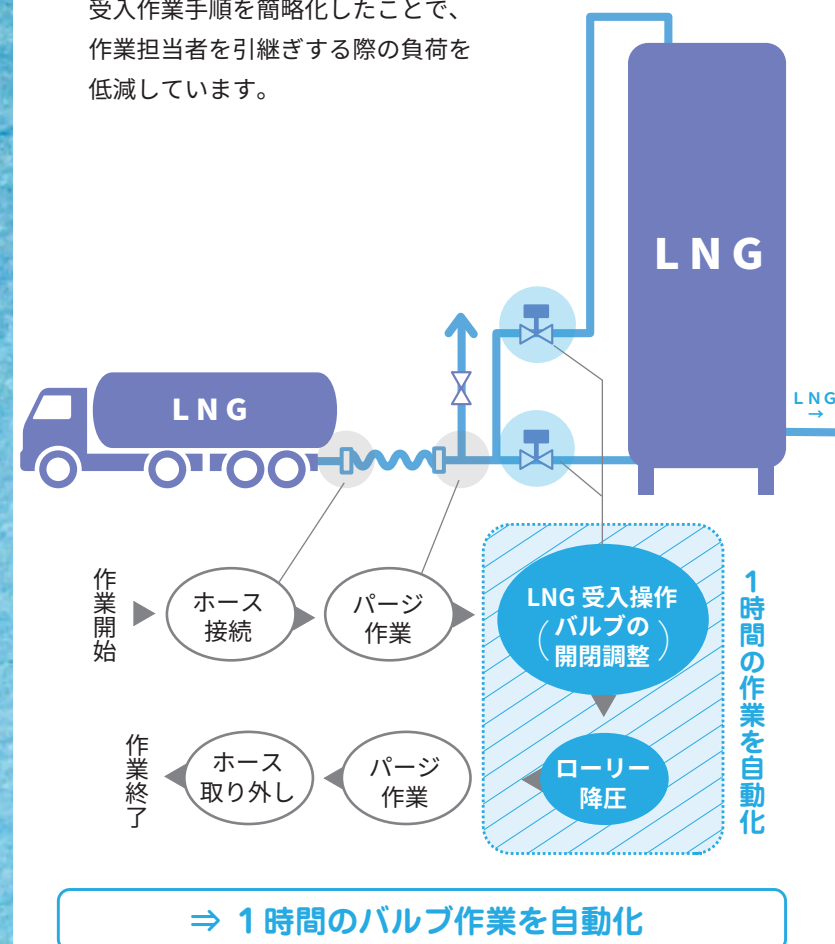 受入作業手順を簡略化したことで、
作業担当者を引継ぎする際の負荷を
低減しています。
LNG
LNG
→
LNG
作業開始
ホース
接続
パージ
作業
LNG 受入操作
(バルブの
開閉調整)
1時間の作業を自動化
ローリー
降圧
パージ
作業
ホース
取り外し
作業終了
⇒ 1時間のバルブ作業を自動化